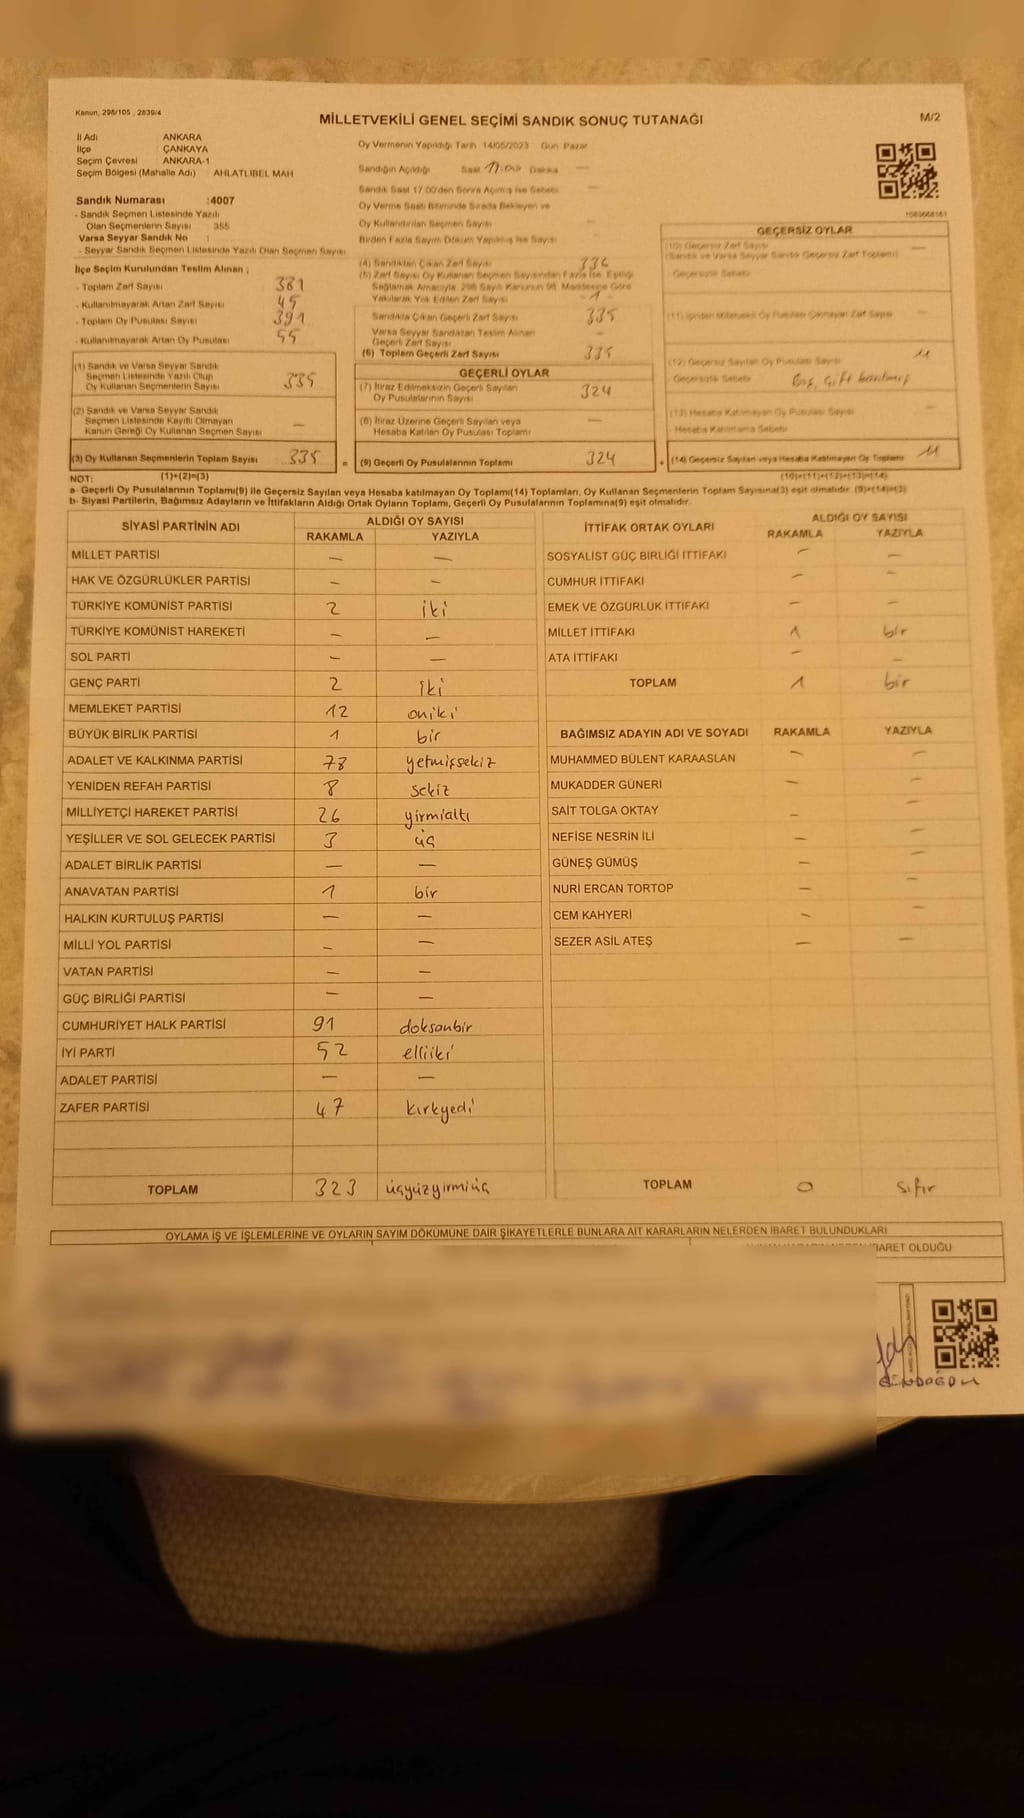 Kanun, 298/105 , 2839/4
MİLLETVEKİLİ GENEL SEÇİMİ SANDIK SONUÇ TUTANAĞI
M/2
İl Adı ANKARA
İlçe ÇANKAYA
Seçim Çevresi ANKARA-1
Seçim Bölgesi (Mahalle Adı) AHLATLIBEL MAH
Sandık Numarası :4007
- Sandık Seçmen Listesinde Yazılı
Olan Seçmenlerin Sayısı 355
Varsa Seyyar Sandık No :
- Seyyar Sandık Seçmen Listesinde Yazılı Olan Seçmen Sayısı
İlçe Seçim Kurulundan Teslim Alınan ;
- Toplam Zarf Sayısı 381
- Kullanılmayarak Artan Zarf Sayısı 45
- Toplam Oy Pusulası Sayısı 391
- Kullanılmayarak Artan Oy Pusulası 55
(1) Sandık ve Varsa Seyyar Sandık
Seçmen Listesinde Yazılı Olup
Oy Kullanan Seçmenlerin Sayısı 335
(2) Sandık ve Varsa Seyyar Sandık
Seçmen Listesinde Kayıtlı Olmayan
Kanun Gereği Oy Kullanan Seçmen Sayısı —
(3) Oy Kullanan Seçmenlerin Toplam Sayısı 335
(1)+(2)=(3)
Oy Vermenin Yapıldığı Tarih 14/05/2023 Gün Pazar
Sandığın Açıldığı Saat 17.00 Dakika —
Sandık Saat 17.00'den Sonra Açılmış İse Sebebi —
Oy Verme Saati Bitiminde Sırada Bekleyen ve
Oy Kullandırılan Seçmen Sayısı —
Birden Fazla Sayım Döküm Yapılmış İse Sayısı —
(4) Sandıktan Çıkan Zarf Sayısı 336
(5) Zarf Sayısı Oy Kullanan Seçmen Sayısından Fazla İse, Eşitliği
Sağlamak Amacıyla, 298 Sayılı Kanunun 98. Maddesine Göre
Yakılarak Yok Edilen Zarf Sayısı -1-
Sandıkta Çıkan Geçerli Zarf Sayısı 335
Varsa Seyyar Sandıktan Teslim Alınan
Geçerli Zarf Sayısı —
(6) Toplam Geçerli Zarf Sayısı 335
GEÇERLİ OYLAR
(7) İtiraz Edilmeksizin Geçerli Sayılan
Oy Pusulalarının Sayısı 324
(8) İtiraz Üzerine Geçerli Sayılan veya
Hesaba Katılan Oy Pusulası Toplamı —
= (9) Geçerli Oy Pusulalarının Toplamı 324
1083668161
GEÇERSİZ OYLAR
(10) Geçersiz Zarf Sayısı —
(Sandık ve Varsa Seyyar Sandık Geçersiz Zarf Toplamı)
Geçersizlik Sebebi
(11) İçinden Milletvekili Oy Pusulası Çıkmayan Zarf Sayısı —
(12) Geçersiz Sayılan Oy Pusulası Sayısı 11
Geçersizlik Sebebi Boş, çift basılmış
(13) Hesaba Katılmayan Oy Pusulası Sayısı —
- Hesaba Katılmama Sebebi
+ (14) Geçersiz Sayılan veya Hesaba Katılmayan Oy Toplamı 11
(10)+(11)+(12)+(13)=(14)
NOT:
a- Geçerli Oy Pusulalarının Toplamı(9) ile Geçersiz Sayılan veya Hesaba katılmayan Oy Toplamı(14) Toplamları, Oy Kullanan Seçmenlerin Toplam Sayısına(3) eşit olmalıdır. (9)+(14)=(3)
b- Siyasi Partilerin, Bağımsız Adayların ve İttifakların Aldığı Ortak Oyların Toplamı, Geçerli Oy Pusulalarının Toplamına(9) eşit olmalıdır.
SİYASİ PARTİNİN ADI ALDIĞI OY SAYISI
RAKAMLA YAZIYLA
MİLLET PARTİSİ — —
HAK VE ÖZGÜRLÜKLER PARTİSİ — —
TÜRKİYE KOMÜNİST PARTİSİ 2 iki
TÜRKİYE KOMÜNİST HAREKETİ — —
SOL PARTİ — —
GENÇ PARTİ 2 iki
MEMLEKET PARTİSİ 12 oniki
BÜYÜK BİRLİK PARTİSİ 1 bir
ADALET VE KALKINMA PARTİSİ 78 yetmişsekiz
YENİDEN REFAH PARTİSİ 8 sekiz
MİLLİYETÇİ HAREKET PARTİSİ 26 yirmialtı
YEŞİLLER VE SOL GELECEK PARTİSİ 3 üç
ADALET BİRLİK PARTİSİ — —
ANAVATAN PARTİSİ 1 bir
HALKIN KURTULUŞ PARTİSİ — —
MİLLİ YOL PARTİSİ — —
VATAN PARTİSİ — —
GÜÇ BİRLİĞİ PARTİSİ — —
CUMHURİYET HALK PARTİSİ 91 doksanbir
İYİ PARTİ 52 elliiki
ADALET PARTİSİ — —
ZAFER PARTİSİ 47 kırkyedi
TOPLAM 323 üçyüzyirmiüç
İTTİFAK ORTAK OYLARI ALDIĞI OY SAYISI
RAKAMLA YAZIYLA
SOSYALİST GÜÇ BİRLİĞİ İTTİFAKI — —
CUMHUR İTTİFAKI — —
EMEK VE ÖZGÜRLÜK İTTİFAKI — —
MİLLET İTTİFAKI 1 bir
ATA İTTİFAKI — —
TOPLAM 1 bir
BAĞIMSIZ ADAYIN ADI VE SOYADI RAKAMLA YAZIYLA
MUHAMMED BÜLENT KARAASLAN — —
MUKADDER GÜNERİ — —
SAİT TOLGA OKTAY — —
NEFİSE NESRİN İLİ — —
GÜNEŞ GÜMÜŞ — —
NURİ ERCAN TORTOP — —
CEM KAHYERİ — —
SEZER ASİL ATEŞ — —
TOPLAM 0 sıfır
OYLAMA İŞ VE İŞLEMLERİNE VE OYLARIN SAYIM DÖKÜMÜNE DAİR ŞİKAYETLERLE BUNLARA AİT KARARLARIN NELERDEN İBARET BULUNDUKLARI
İBARET OLDUĞU